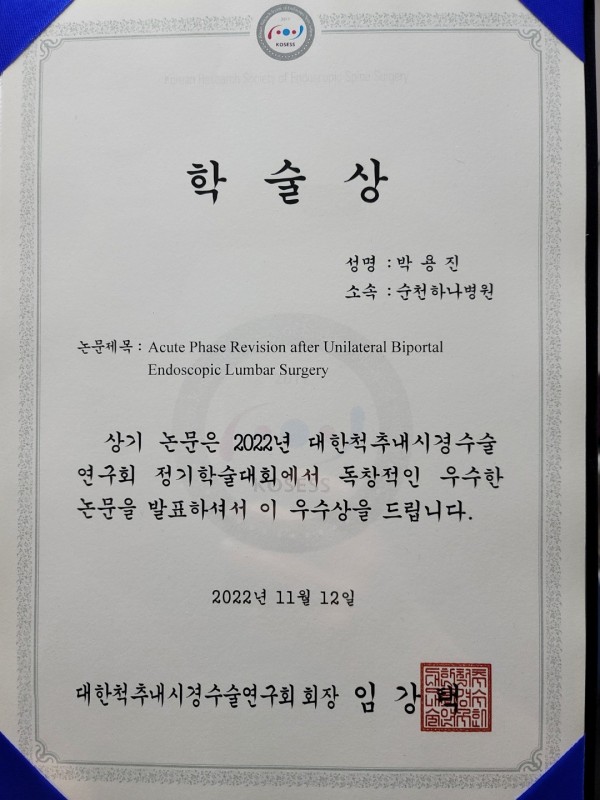 KOSESS
학 술 상
성명 : 박 용 진
소속 : 순천하나병원
논문제목 : Acute Phase Revision after Unilateral Biportal
Endoscopic Lumbar Surgery
상기 논문은 2022년 대한척추내시경수술
연구회 정기학술대회에서 독창적인 우수한
논문을 발표하셔서 이 우수상을 드립니다.
KOSESS
2022년 11월 12일
대한척추내시경수술연구회 회장 임 강 택